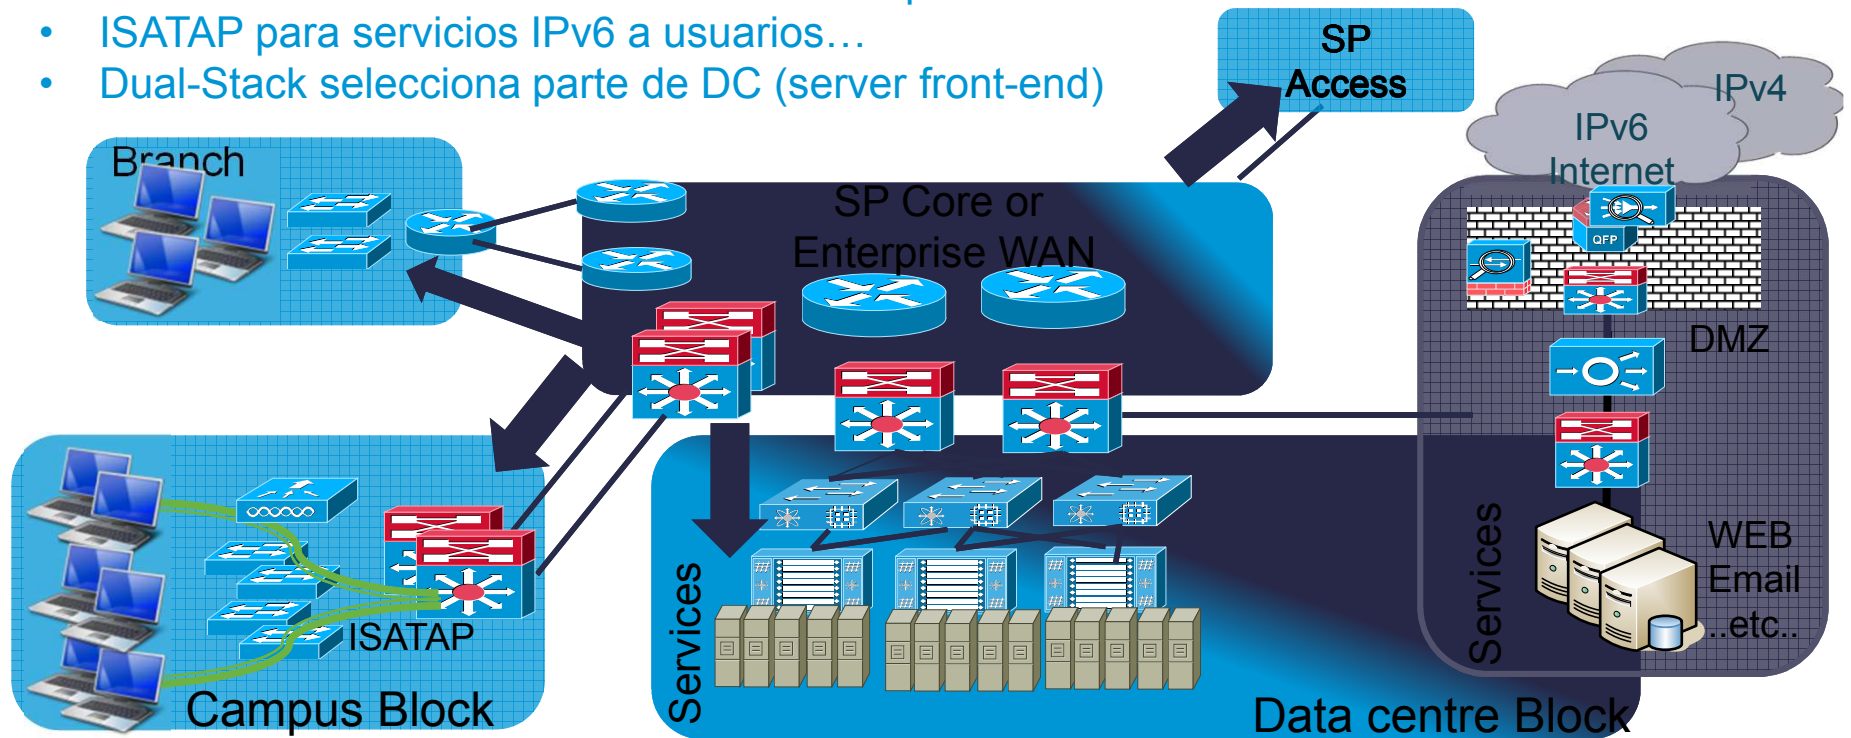 • ISATAP para servicios IPv6 a usuarios…
• Dual-Stack selecciona parte de DC (server front-end)
SP
Access
IPv4
IPv6
Internet
Branch
SP Core or
Enterprise WAN
QFP
DMZ
ISATAP
Campus Block
Services
Data centre Block
Services
WEB
Email
..etc..